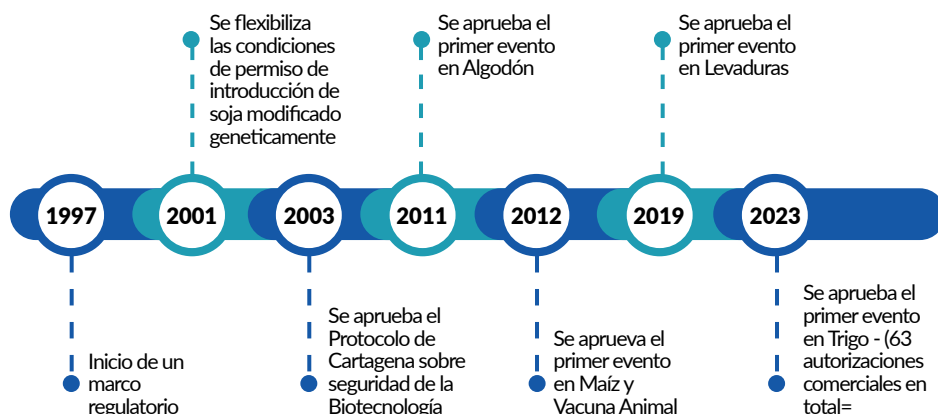 Se flexibiliza
las condiciones
de permiso de
introducción de
soja modificado
geneticamente
Se aprueba el
primer evento
en Algodón
Se aprueba el
primer evento
en Levaduras
1997
2001
2003
2011
2012
2019
2023
Inicio de un
marco
regulatorio
Se aprueba el
Protocolo de
Cartagena sobre
seguridad de la
Biotecnología
Se aprueva el
primer evento
en Maíz y
Vacuna Animal
Se aprueba el
primer evento
en Trigo - (63
autorizaciones
comerciales en
total=